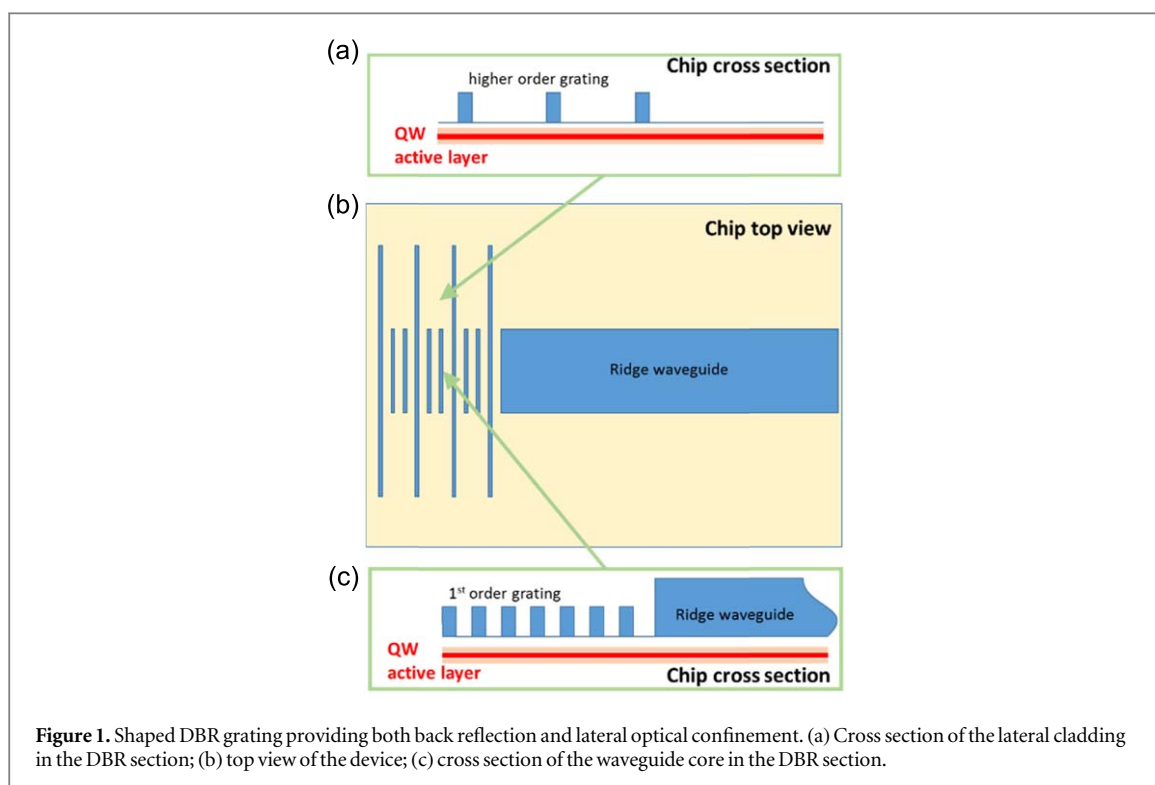 (a)
Chip cross section
higher order grating
QW
active layer
(b)
Chip top view
Ridge waveguide
(c)
1st order grating
Ridge waveguide
QW
active layer
Chip cross section
Figure 1. Shaped DBR grating providing both back reflection and lateral optical confinement. (a) Cross section of the lateral cladding
in the DBR section; (b) top view of the device; (c) cross section of the waveguide core in the DBR section.